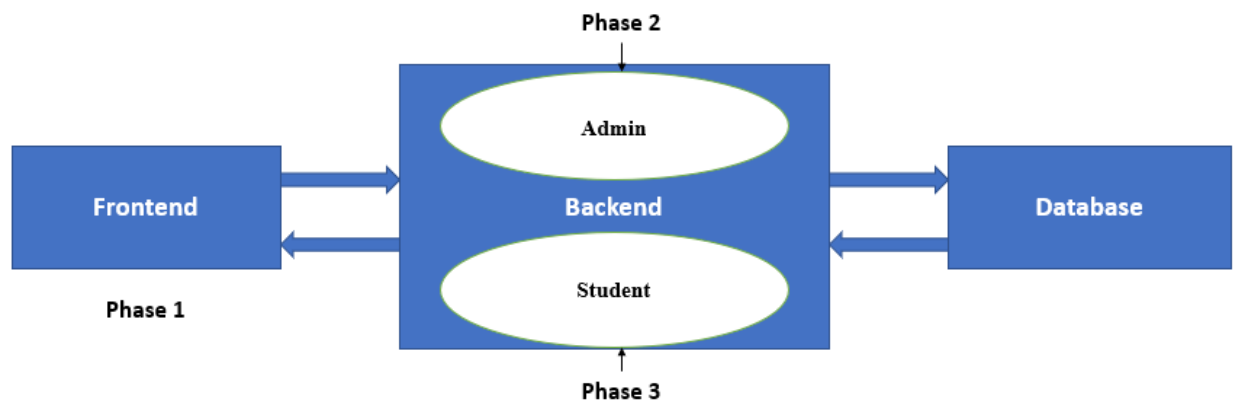 Phase 2
Admin
Frontend
Backend
Database
Student
Phase 1
Phase 3